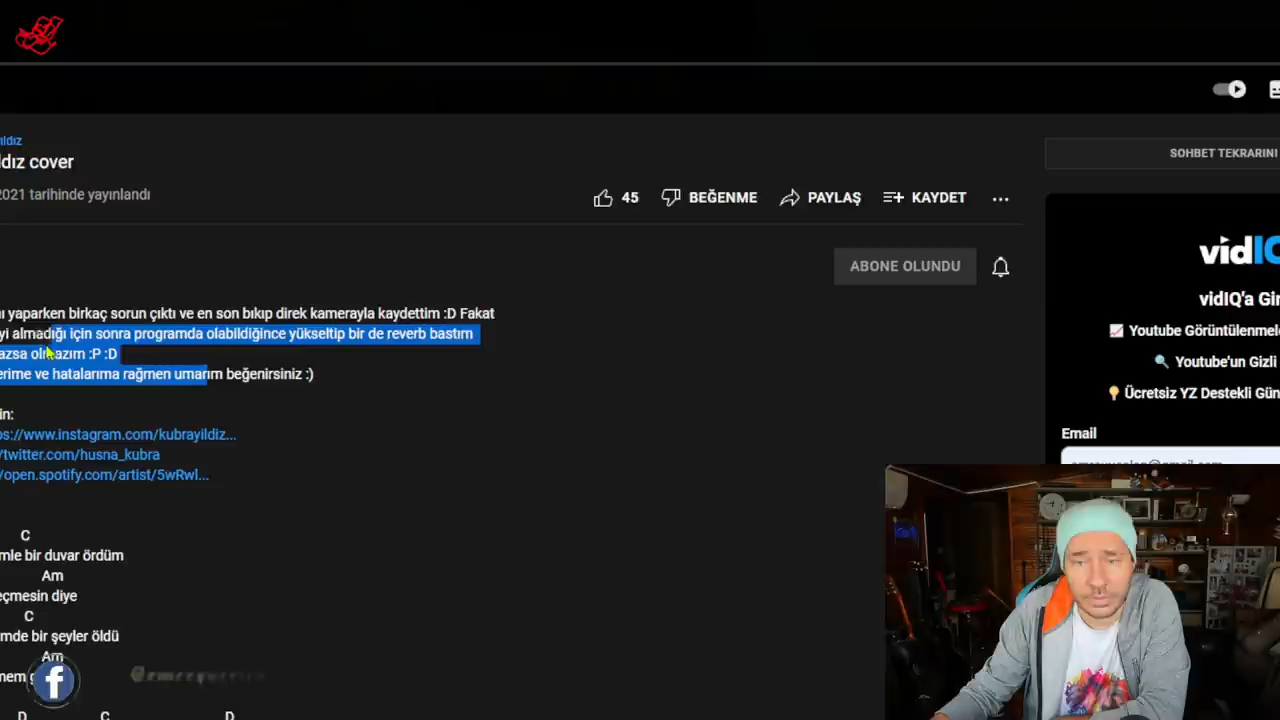 ıldız
ldız cover
2021 tarihinde yayınlandı
45 BEĞENME PAYLAŞ KAYDET
ABONE OLUNDU
SOHBET TEKRARINI
vidIQ
vidIQ'a Gir
Youtube Görüntülenmele
Youtube'un Gizli
Ücretsiz YZ Destekli Gün
Email
ı yaparken birkaç sorun çıktı ve en son bıkıp direk kamerayla kaydettim :D Fakat
yi almadığı için sonra programda olabildiğince yükseltip bir de reverb bastım
azsa olmazım :P :D
erime ve hatalarıma rağmen umarım beğenirsiniz :)
in:
ps://www.instagram.com/kubrayildiz...
/twitter.com/husna_kubra
/open.spotify.com/artist/5wRwl...
C
mle bir duvar ördüm
Am
eçmesin diye
C
mde bir şeyler öldü
Am
mem
f
D C D